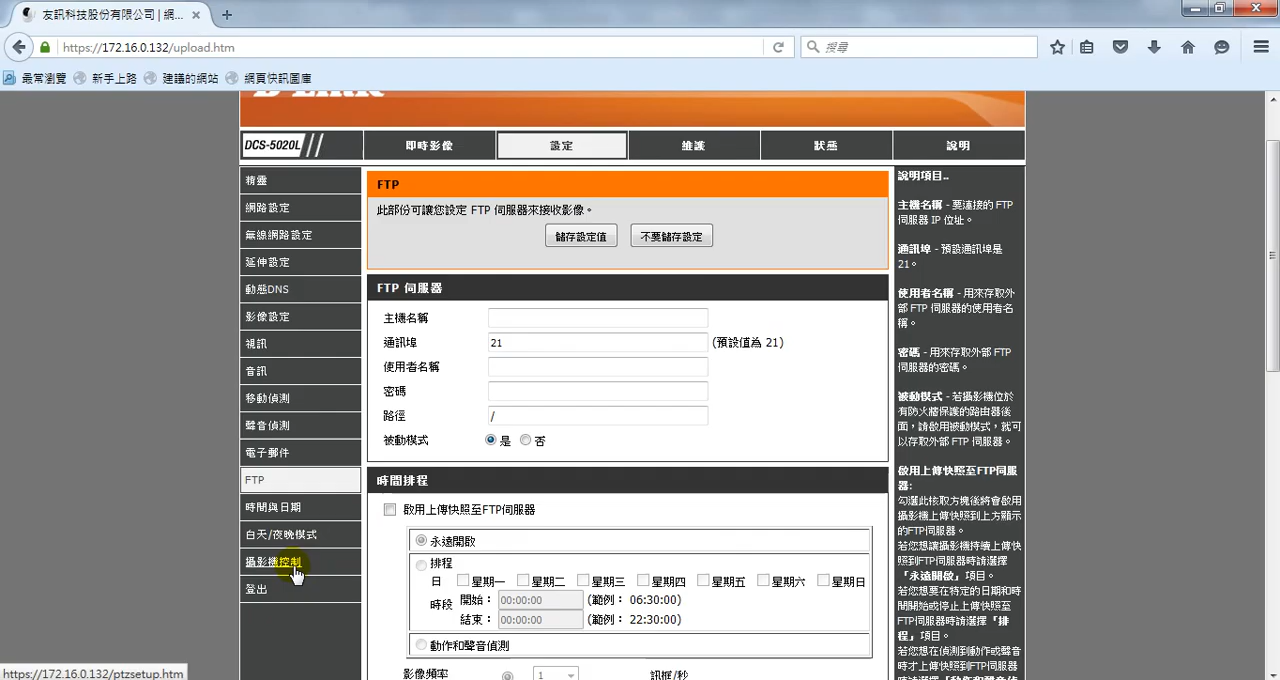 友訊科技股份有限公司 | 網...
https://172.16.0.132/upload.htm
搜尋
最常瀏覽 新手上路 建議的網站 網頁快訊圖庫
D-Link
DCS-5020L
即時影像 設定 維護 狀態 說明
精靈
網路設定
無線網路設定
延伸設定
動態DNS
影像設定
視訊
音訊
移動偵測
聲音偵測
電子郵件
FTP
時間與日期
白天/夜晚模式
攝影機控制
登出
FTP
此部份可讓您設定 FTP 伺服器來接收影像。
儲存設定值 不要儲存設定
FTP 伺服器
主機名稱
通訊埠 21 (預設值為 21)
使用者名稱
密碼
路徑 /
被動模式 是 否
時間排程
啟用上傳快照至FTP伺服器
永遠開啟
排程
日 星期一 星期二 星期三 星期四 星期五 星期六 星期日
時段 開始： 00:00:00 (範例： 06:30:00)
結束： 00:00:00 (範例： 22:30:00)
動作和聲音偵測
影像頻率 1 訊框/秒
說明項目..
主機名稱 - 要連接的 FTP
伺服器 IP 位址。
通訊埠 - 預設通訊埠是
21。
使用者名稱 - 用來存取外
部 FTP 伺服器的使用者名
稱。
密碼 - 用來存取外部 FTP
伺服器的密碼。
被動模式 - 若攝影機位於
有防火牆保護的路由器後
面，請啟用被動模式，就可
以存取外部 FTP 伺服器。
啟用上傳快照至FTP伺服
器:
勾選此核取方塊後將會啟用
攝影機上傳快照到上方顯示
的FTP伺服器。
若您想讓攝影機持續上傳快
照到FTP伺服器時請選擇
「永遠開啟」項目。
若您想要在特定的日期和時
間開始或停止上傳快照至
FTP伺服器時請選擇「排
程」項目。
若您想在偵測到動作或聲音
時才上傳快照到FTP伺服器
時請選擇「動作和聲音偵
https://172.16.0.132/ptzsetup.htm